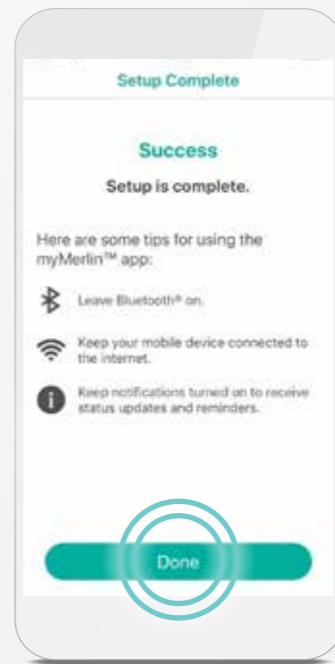 Setup Complete
Success
Setup is complete.
Here are some tips for using the
myMerlin™ app:
Leave Bluetooth® on.
Keep your mobile device connected to
the internet.
Keep notifications turned on to receive
status updates and reminders.
Done